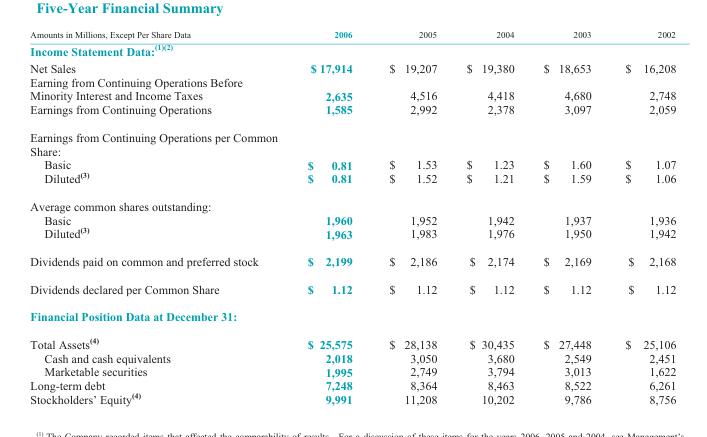 Five-Year Financial Summary
Amounts in Millions, Except Per Share Data 2006 2005 2004 2003 2002
Income Statement Data:(1)(2)
Net Sales $ 17,914 $ 19,207 $ 19,380 $ 18,653 $ 16,208
Earning from Continuing Operations Before
Minority Interest and Income Taxes 2,635 4,516 4,418 4,680 2,748
Earnings from Continuing Operations 1,585 2,992 2,378 3,097 2,059
Earnings from Continuing Operations per Common
Share:
Basic $ 0.81 $ 1.53 $ 1.23 $ 1.60 $ 1.07
Diluted(3) $ 0.81 $ 1.52 $ 1.21 $ 1.59 $ 1.06
Average common shares outstanding:
Basic 1,960 1,952 1,942 1,937 1,936
Diluted(3) 1,963 1,983 1,976 1,950 1,942
Dividends paid on common and preferred stock $ 2,199 $ 2,186 $ 2,174 $ 2,169 $ 2,168
Dividends declared per Common Share $ 1.12 $ 1.12 $ 1.12 $ 1.12 $ 1.12
Financial Position Data at December 31:
Total Assets(4) $ 25,575 $ 28,138 $ 30,435 $ 27,448 $ 25,106
Cash and cash equivalents 2,018 3,050 3,680 2,549 2,451
Marketable securities 1,995 2,749 3,794 3,013 1,622
Long-term debt 7,248 8,364 8,463 8,522 6,261
Stockholders' Equity(4) 9,991 11,208 10,202 9,786 8,756
(1) The Company recorded items that affected the comparability of results. For a discussion of these items for the years 2006, 2005 and 2004, see Management's